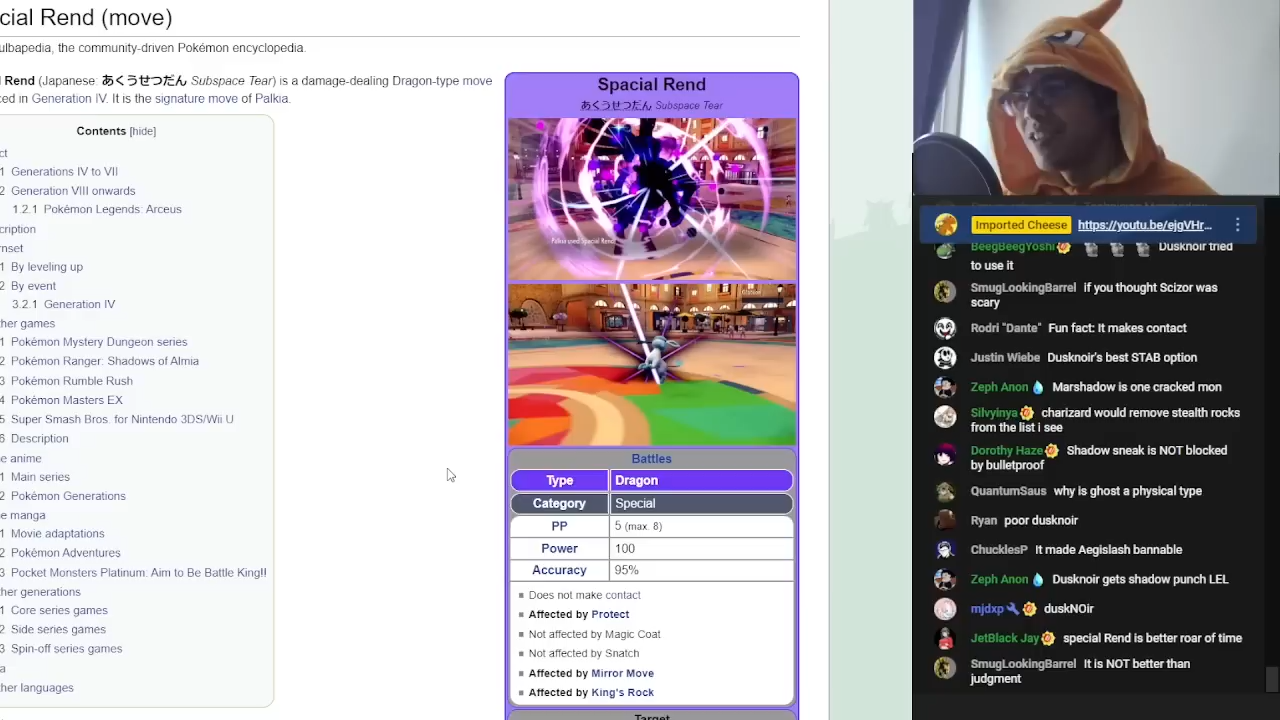 cial Rend (move)
ulbapedia, the community-driven Pokémon encyclopedia.
l Rend (Japanese: あくうせつだん Subspace Tear) is a damage-dealing Dragon-type move
ced in Generation IV. It is the signature move of Palkia.
Contents [hide]
ct
1 Generations IV to VII
2 Generation VIII onwards
1.2.1 Pokémon Legends: Arceus
cription
rnset
1 By leveling up
2 By event
3.2.1 Generation IV
ther games
1 Pokémon Mystery Dungeon series
2 Pokémon Ranger: Shadows of Almia
3 Pokémon Rumble Rush
4 Pokémon Masters EX
5 Super Smash Bros. for Nintendo 3DS/Wii U
6 Description
e anime
1 Main series
2 Pokémon Generations
e manga
1 Movie adaptations
2 Pokémon Adventures
3 Pocket Monsters Platinum: Aim to Be Battle King!!
ther generations
1 Core series games
2 Side series games
3 Spin-off series games
a
ther languages
Spacial Rend
あくうせつだん Subspace Tear
Palkia used Spacial Rend!
Battles
Type Dragon
Category Special
PP 5 (max. 8)
Power 100
Accuracy 95%
Does not make contact
Affected by Protect
Not affected by Magic Coat
Not affected by Snatch
Affected by Mirror Move
Affected by King's Rock
Target
Imported Cheese https://youtu.be/ejgVHr...
BeegBeegYoshi Dusknoir tried
to use it
SmugLookingBarrel if you thought Scizor was
scary
Rodri "Dante" Fun fact: It makes contact
Justin Wiebe Dusknoir's best STAB option
Zeph Anon Marshadow is one cracked mon
Silvyinya charizard would remove stealth rocks
from the list i see
Dorothy Haze Shadow sneak is NOT blocked
by bulletproof
QuantumSaus why is ghost a physical type
Ryan poor dusknoir
ChucklesP It made Aegislash bannable
Zeph Anon Dusknoir gets shadow punch LEL
mjdxp duskNOir
JetBlack Jay special Rend is better roar of time
SmugLookingBarrel It is NOT better than
judgment